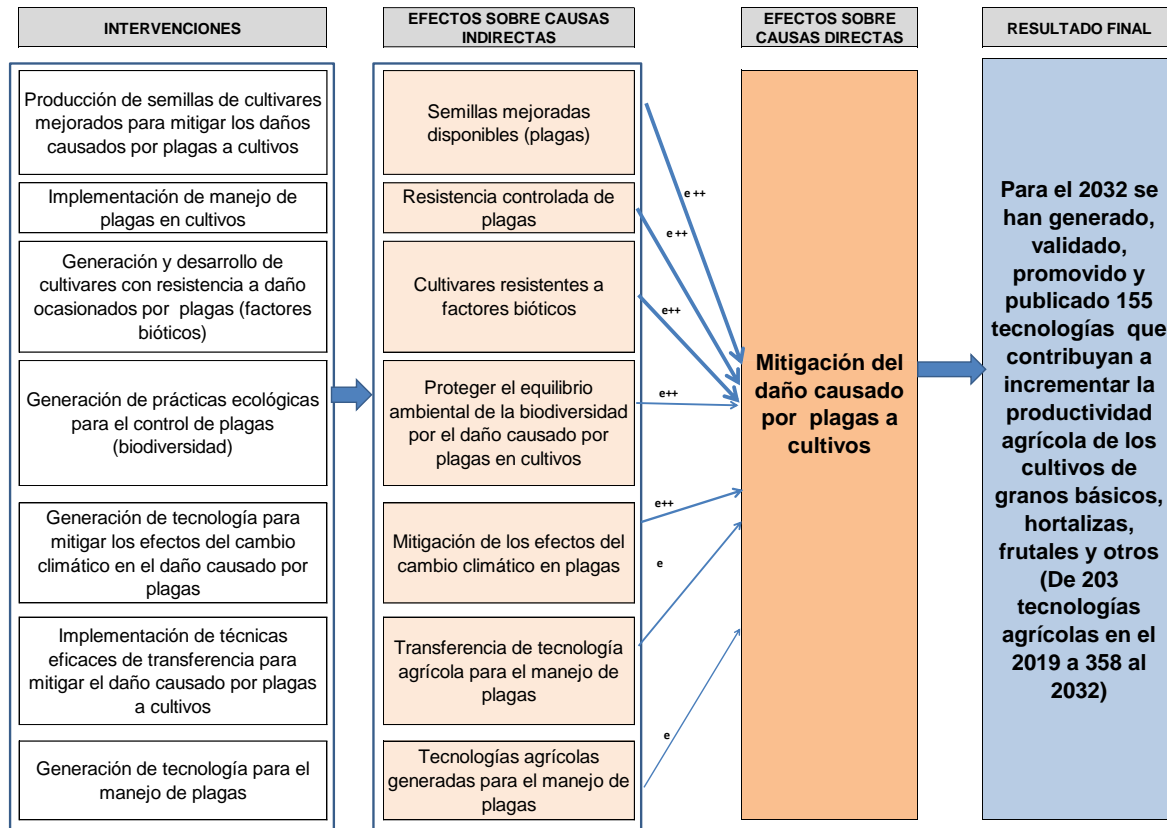 INTERVENCIONES
Producción de semillas de cultivares
mejorados para mitigar los daños
causados por plagas a cultivos
Implementación de manejo de
plagas en cultivos
Generación y desarrollo de
cultivares con resistencia a daño
ocasionados por plagas (factores
bióticos)
Generación de prácticas ecológicas
para el control de plagas
(biodiversidad)
Generación de tecnología para
mitigar los efectos del cambio
climático en el daño causado por
plagas
Implementación de técnicas
eficaces de transferencia para
mitigar el daño causado por plagas
a cultivos
Generación de tecnología para el
manejo de plagas
EFECTOS SOBRE CAUSAS
INDIRECTAS
Semillas mejoradas
disponibles (plagas)
Resistencia controlada de
plagas
Cultivares resistentes a
factores bióticos
Proteger el equilibrio
ambiental de la biodiversidad
por el daño causado por
plagas en cultivos
Mitigación de los efectos del
cambio climático en plagas
Transferencia de tecnología
agrícola para el manejo de
plagas
Tecnologías agrícolas
generadas para el manejo de
plagas
e ++
e ++
e++
e++
e++
e
e
EFECTOS SOBRE
CAUSAS DIRECTAS
Mitigación del
daño causado
por plagas a
cultivos
RESULTADO FINAL
Para el 2032 se
han generado,
validado,
promovido y
publicado 155
tecnologías que
contribuyan a
incrementar la
productividad
agrícola de los
cultivos de
granos básicos,
hortalizas,
frutales y otros
(De 203
tecnologías
agrícolas en el
2019 a 358 al
2032)